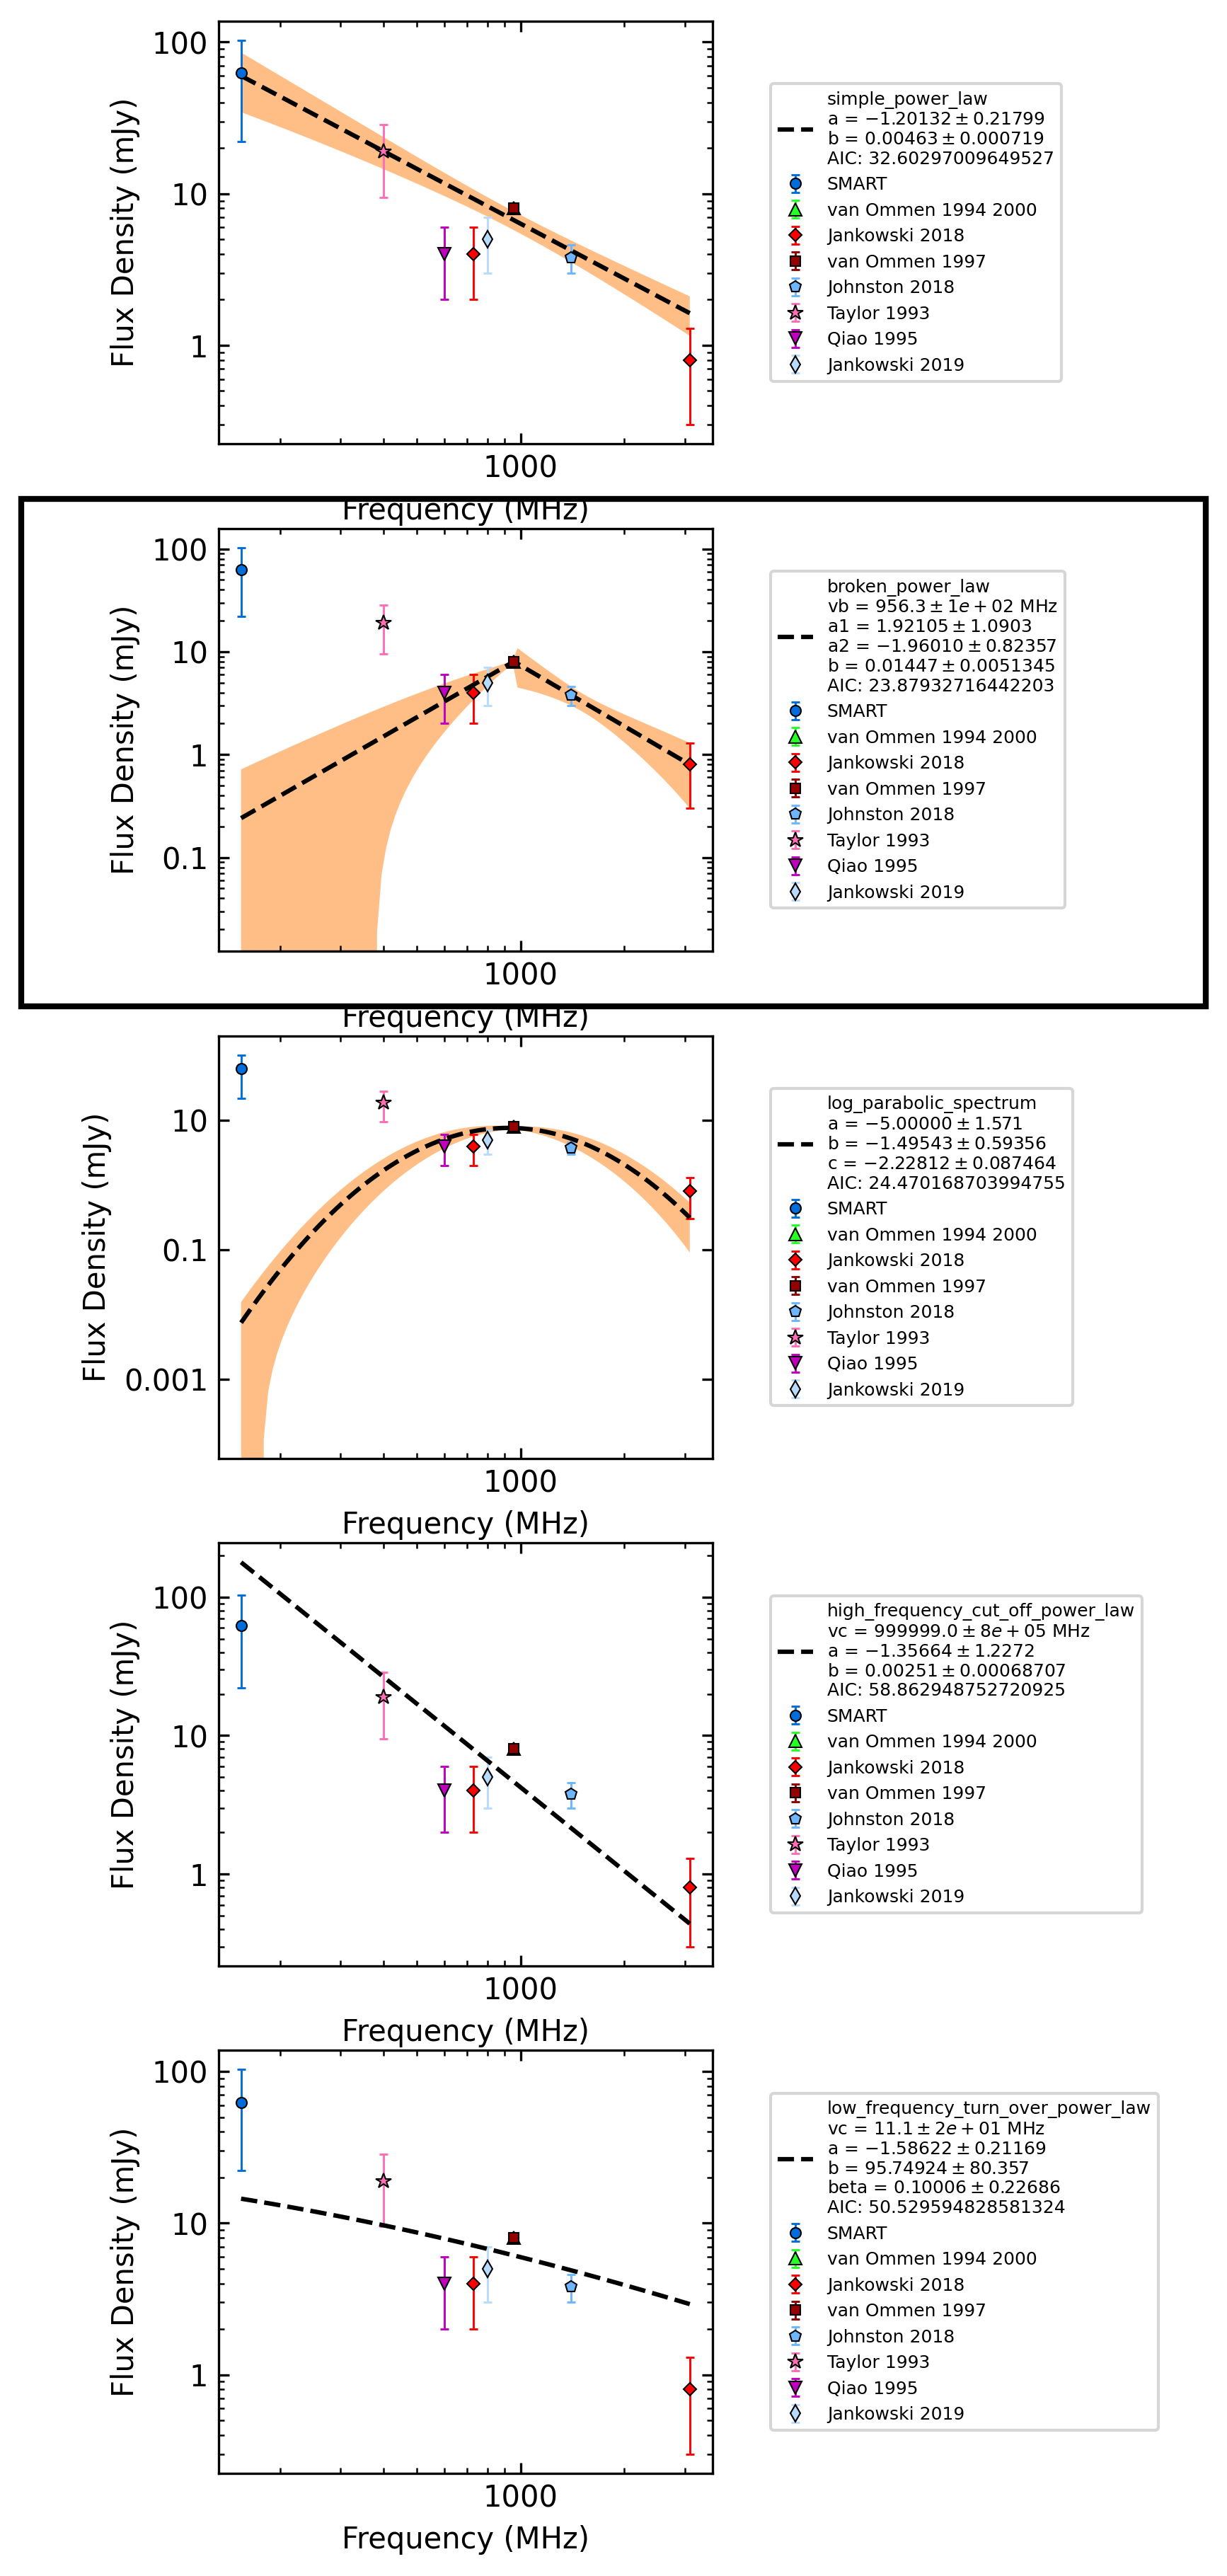 100
10
1
Flux Density (mJy)
1000
Frequency (MHz)
simple_power_law
a = −1.20132 ± 0.21799
b = 0.00463 ± 0.000719
AIC: 32.60297009649527
SMART
van Ommen 1994 2000
Jankowski 2018
van Ommen 1997
Johnston 2018
Taylor 1993
Qiao 1995
Jankowski 2019
100
10
1
0.1
Flux Density (mJy)
1000
Frequency (MHz)
broken_power_law
vb = 956.3 ± 1e + 02 MHz
a1 = 1.92105 ± 1.0903
a2 = −1.96010 ± 0.82357
b = 0.01447 ± 0.0051345
AIC: 23.87932716442203
SMART
van Ommen 1994 2000
Jankowski 2018
van Ommen 1997
Johnston 2018
Taylor 1993
Qiao 1995
Jankowski 2019
10
0.1
0.001
Flux Density (mJy)
1000
Frequency (MHz)
log_parabolic_spectrum
a = −5.00000 ± 1.571
b = −1.49543 ± 0.59356
c = −2.22812 ± 0.087464
AIC: 24.470168703994755
SMART
van Ommen 1994 2000
Jankowski 2018
van Ommen 1997
Johnston 2018
Taylor 1993
Qiao 1995
Jankowski 2019
100
10
1
Flux Density (mJy)
1000
Frequency (MHz)
high_frequency_cut_off_power_law
vc = 999999.0 ± 8e + 05 MHz
a = −1.35664 ± 1.2272
b = 0.00251 ± 0.00068707
AIC: 58.862948752720925
SMART
van Ommen 1994 2000
Jankowski 2018
van Ommen 1997
Johnston 2018
Taylor 1993
Qiao 1995
Jankowski 2019
100
10
1
Flux Density (mJy)
1000
Frequency (MHz)
low_frequency_turn_over_power_law
vc = 11.1 ± 2e + 01 MHz
a = −1.58622 ± 0.21169
b = 95.74924 ± 80.357
beta = 0.10006 ± 0.22686
AIC: 50.529594828581324
SMART
van Ommen 1994 2000
Jankowski 2018
van Ommen 1997
Johnston 2018
Taylor 1993
Qiao 1995
Jankowski 2019